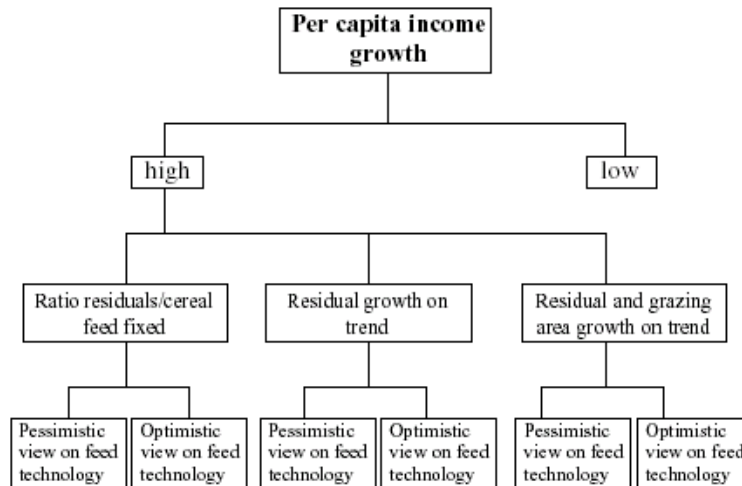 Per capita income
growth
high
low
Ratio residuals/cereal
feed fixed
Residual growth on
trend
Residual and grazing
area growth on trend
Pessimistic
view on feed
technology
Optimistic
view on feed
technology
Pessimistic
view on feed
technology
Optimistic
view on feed
technology
Pessimistic
view on feed
technology
Optimistic
view on feed
technology